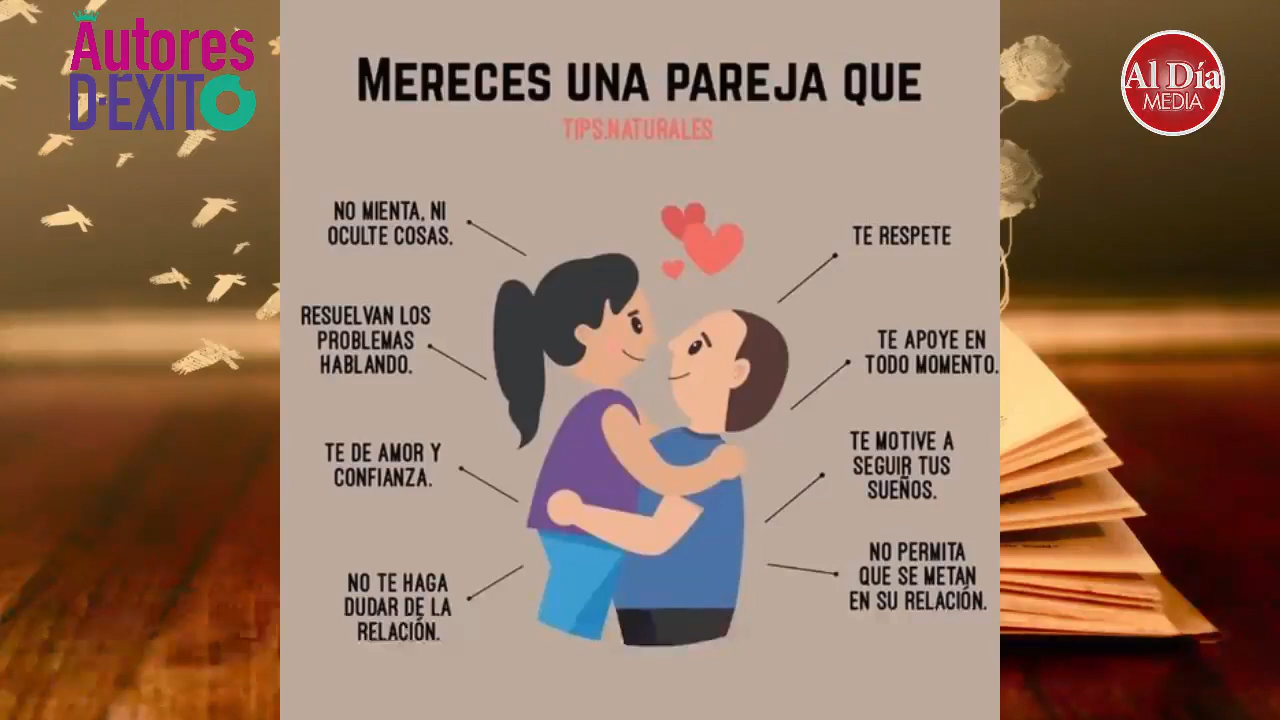 Autores
D·ÉXITO
Al Día
MEDIA
MERECES UNA PAREJA QUE
TIPS.NATURALES
NO MIENTA, NI
OCULTE COSAS.
RESUELVAN LOS
PROBLEMAS
HABLANDO.
TE DE AMOR Y
CONFIANZA.
NO TE HAGA
DUDAR DE LA
RELACIÓN.
TE RESPETE
TE APOYE EN
TODO MOMENTO.
TE MOTIVE A
SEGUIR TUS
SUEÑOS.
NO PERMITA
QUE SE METAN
EN SU RELACIÓN.